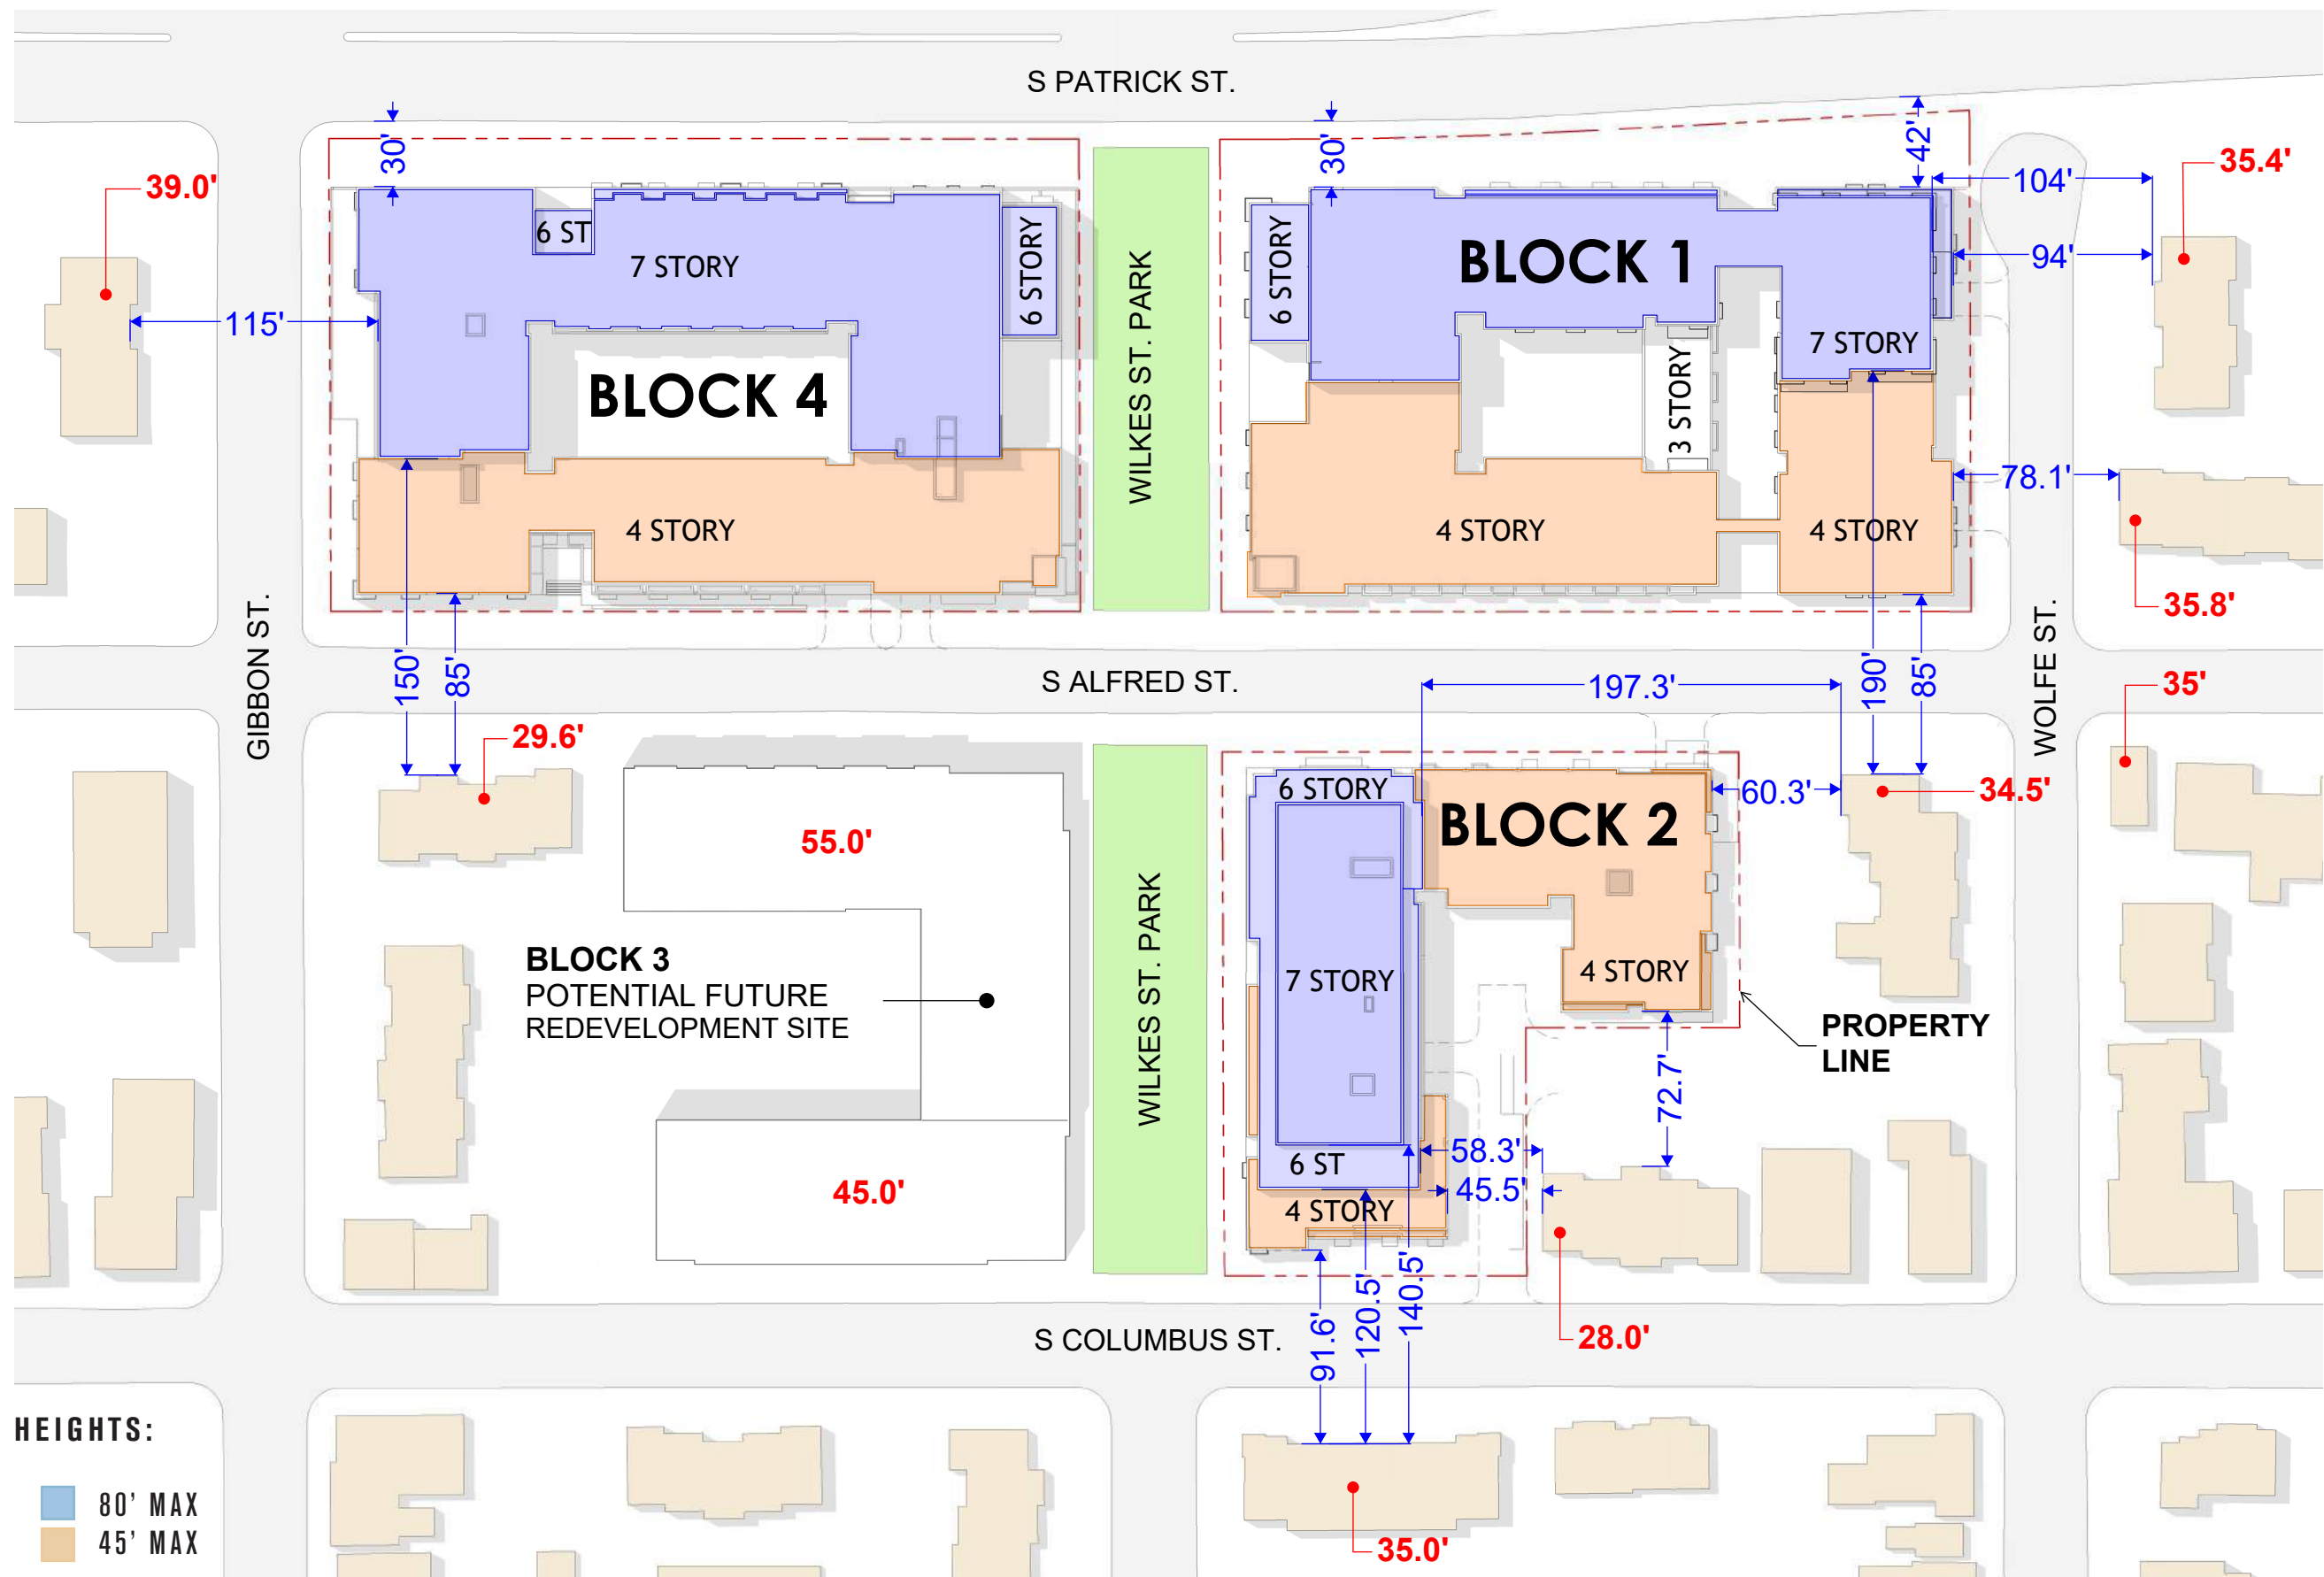 S PATRICK ST.
30'
30'
42'
39.0'
35.4'
104'
6 ST
7 STORY
6 STORY
WILKES ST. PARK
6 STORY
BLOCK 1
94'
115'
7 STORY
BLOCK 4
3 STORY
78.1'
4 STORY
4 STORY
4 STORY
35.8'
GIBBON ST.
WOLFE ST.
150'
85'
S ALFRED ST.
197.3'
190'
85'
35'
29.6'
6 STORY
60.3'
34.5'
55.0'
BLOCK 2
BLOCK 3
POTENTIAL FUTURE
REDEVELOPMENT SITE
WILKES ST. PARK
7 STORY
4 STORY
PROPERTY
LINE
72.7'
58.3'
6 ST
45.5'
45.0'
4 STORY
91.6'
120.5'
140.5'
S COLUMBUS ST.
28.0'
HEIGHTS:
80' MAX
45' MAX
35.0'